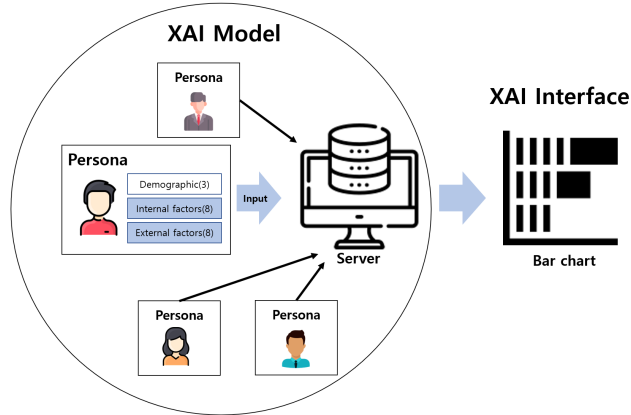 XAI Model
Persona
XAI Interface
Persona
Demographic(3)
Internal factors(8)
External factors(8)
Input
Server
Bar chart
Persona
Persona